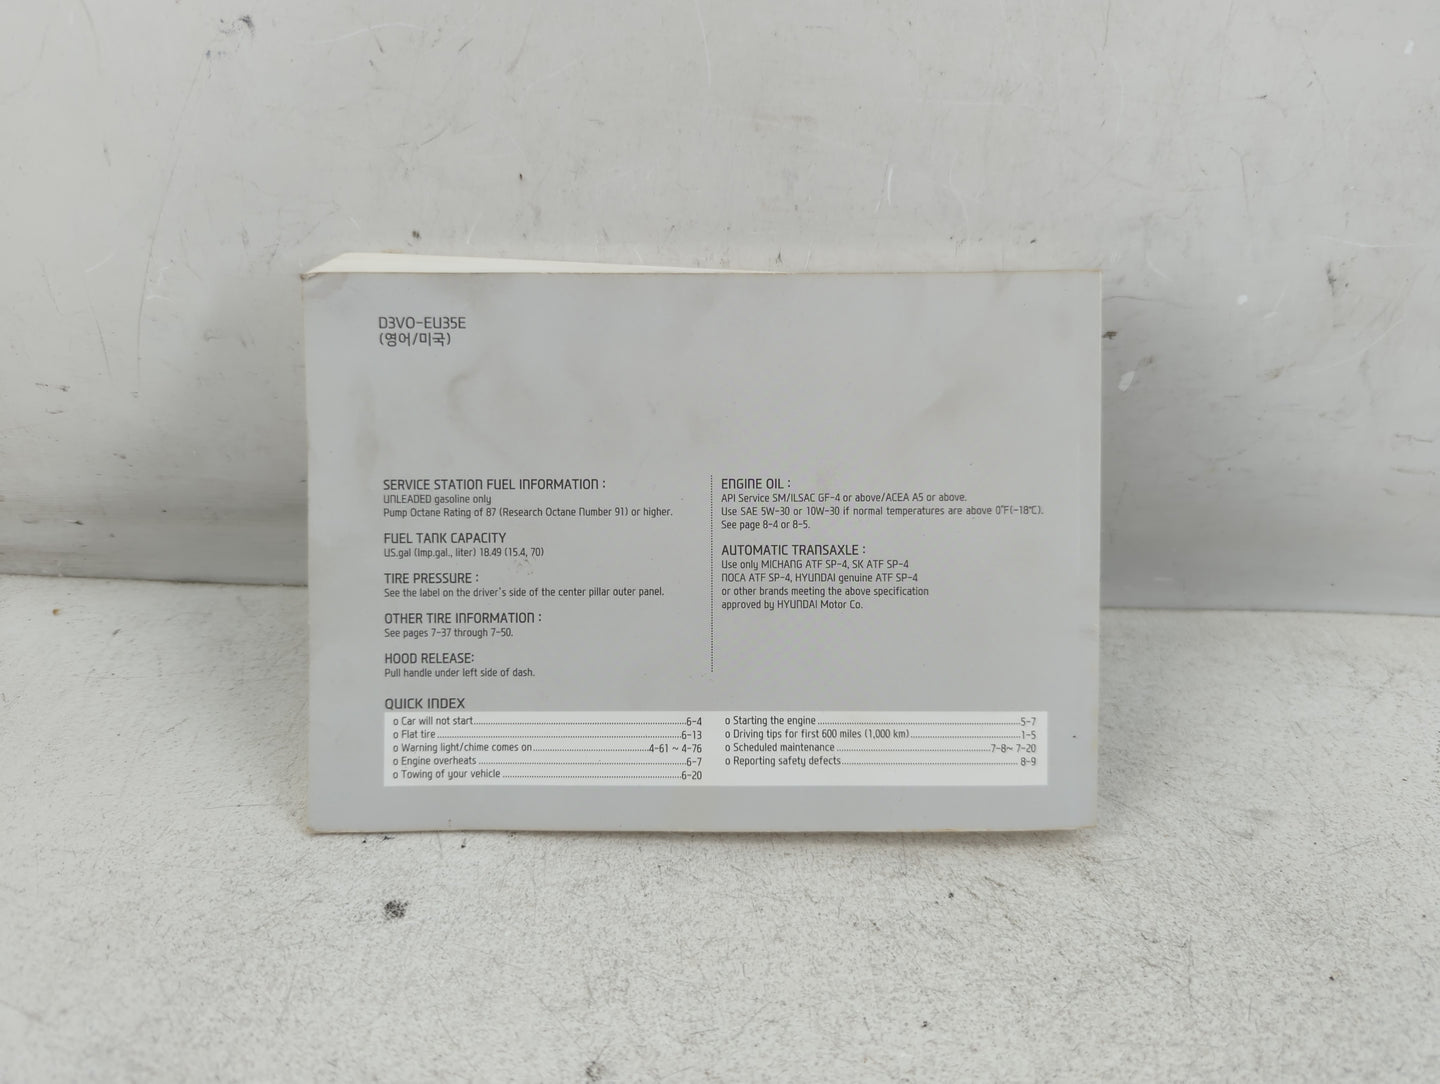 D3VO-EU35E
(영어/미국)
SERVICE STATION FUEL INFORMATION :
UNLEADED gasoline only
Pump Octane Rating of 87 (Research Octane Number 91) or higher.
FUEL TANK CAPACITY
US.gal (Imp.gal., liter) 18.49 (15.4, 70)
TIRE PRESSURE :
See the label on the driver's side of the center pillar outer panel.
OTHER TIRE INFORMATION :
See pages 7-37 through 7-50.
HOOD RELEASE:
Pull handle under left side of dash.
ENGINE OIL :
API Service SM/ILSAC GF-4 or above/ACEA A5 or above.
Use SAE 5W-30 or 10W-30 if normal temperatures are above 0°F(-18℃).
See page 8-4 or 8-5.
AUTOMATIC TRANSAXLE :
Use only MICHANG ATF SP-4, SK ATF SP-4
NOCA ATF SP-4, HYUNDAI genuine ATF SP-4
or other brands meeting the above specification
approved by HYUNDAI Motor Co.
QUICK INDEX
o Car will not start..........6-4
o Flat tire..........6-13
o Warning light/chime comes on..........4-61 ~ 4-76
o Engine overheats..........6-7
o Towing of your vehicle..........6-20
o Starting the engine..........5-7
o Driving tips for first 600 miles (1,000 km)..........1-5
o Scheduled maintenance..........7-8~ 7-20
o Reporting safety defects..........8-9